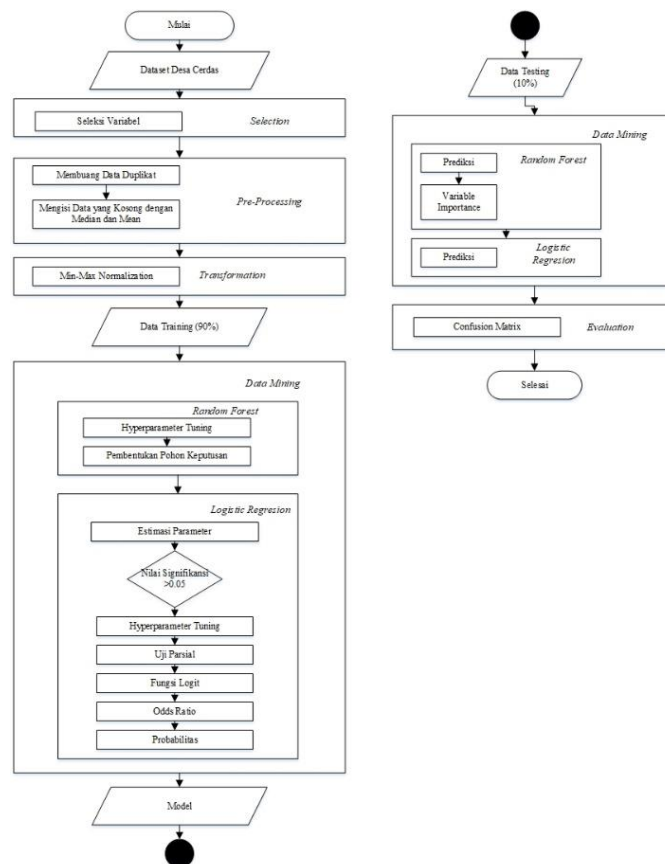 Mulai
Dataset Desa Cerdas
Seleksi Variabel
Selection
Membuang Data Duplikat
Mengisi Data yang Kosong dengan
Median dan Mean
Pre-Processing
Min-Max Normalization
Transformation
Data Training (90%)
Data Mining
Random Forest
Hyperparameter Tuning
Pembentukan Pohon Keputusan
Logistic Regresion
Estimasi Parameter
Nilai Signifikansi
>0.05
Hyperparameter Tuning
Uji Parsial
Fungsi Logit
Odds Ratio
Probabilitas
Model
Data Testing
(10%)
Data Mining
Random Forest
Prediksi
Variable
Importance
Logistic
Regresion
Prediksi
Confusion Matrix
Evaluation
Selesai